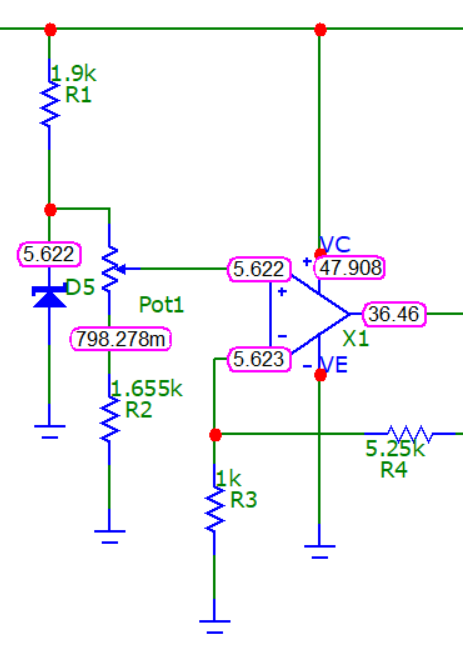 1.9k
R1
5.622
D5
Pot1
798.278m
1.655k
R2
5.622
5.623
+
-
+
-
VC
47.908
36.46
X1
VE
1k
R3
5.25k
R4